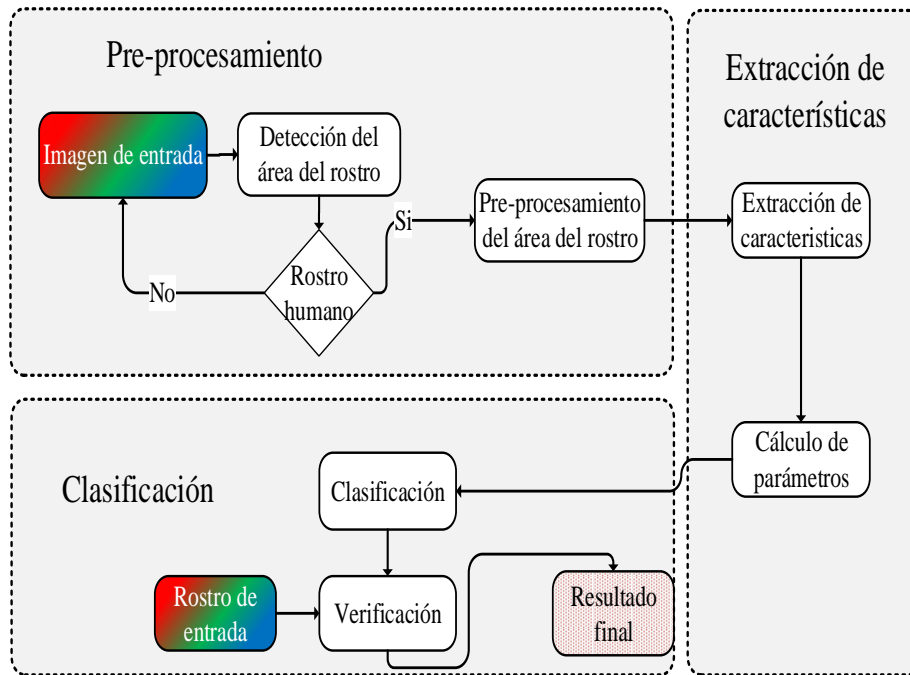 Pre-procesamiento
Imagen de entrada
Detección del
área del rostro
Rostro
humano
No
Si
Pre-procesamiento
del área del rostro
Extracción de
características
Extracción de
caracteristicas
Cálculo de
parámetros
Clasificación
Clasificación
Rostro de
entrada
Verificación
Resultado
final